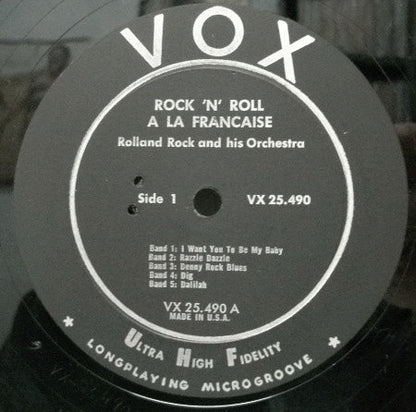 VOX
ROCK 'N' ROLL
A LA FRANCAISE
Rolland Rock and his Orchestra
Side 1 VX 25.490
Band 1: I Want You To Be My Baby
Band 2: Razzle Dazzle
Band 3: Benny Rock Blues
Band 4: Dig
Band 5: Dalilah
VX 25.490 A
MADE IN U.S.A.
ULTRA HIGH FIDELITY
LONGPLAYING MICROGROOVE